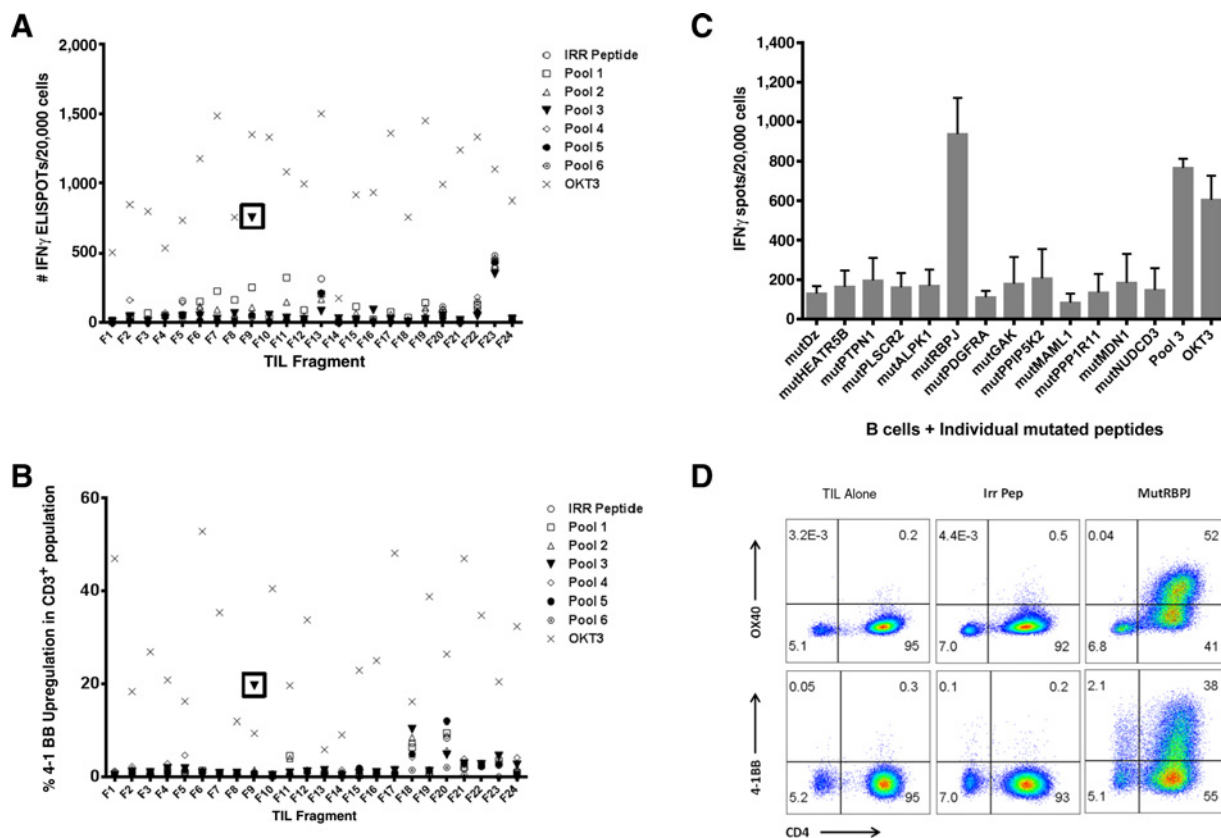 A
# IFNγ ELISPOTs/20,000 cells
2,000
1,500
1,000
500
0
F1 F2 F3 F4 F5 F6 F7 F8 F9 F10 F11 F12 F13 F14 F15 F16 F17 F18 F19 F20 F21 F22 F23 F24
TIL Fragment
IRR Peptide
Pool 1
Pool 2
Pool 3
Pool 4
Pool 5
Pool 6
OKT3
C
IFNγ spots/20,000 cells
1,400
1,200
1,000
800
600
400
200
0
mutDz mutHEATR5B mutPTPN1 mutPLSCR2 mutALPK1 mutRBPJ mutPDGFRA mutGAK mutPPIP5K2 mutMAML1 mutPPP1R11 mutMDN1 mutNUDCD3 Pool 3 OKT3
B cells + Individual mutated peptides
B
% 4-1 BB Upregulation in CD3+ population
60
40
20
0
F1 F2 F3 F4 F5 F6 F7 F8 F9 F10 F11 F12 F13 F14 F15 F16 F17 F18 F19 F20 F21 F22 F23 F24
TIL Fragment
IRR Peptide
Pool 1
Pool 2
Pool 3
Pool 4
Pool 5
Pool 6
OKT3
D
TIL Alone Irr Pep MutRBPJ
OX40
3.2E-3 0.2 4.4E-3 0.5 0.04 52
5.1 95 7.0 92 6.8 41
4-1BB
0.05 0.3 0.1 0.2 2.1 38
5.2 95 7.0 93 5.1 55
CD4